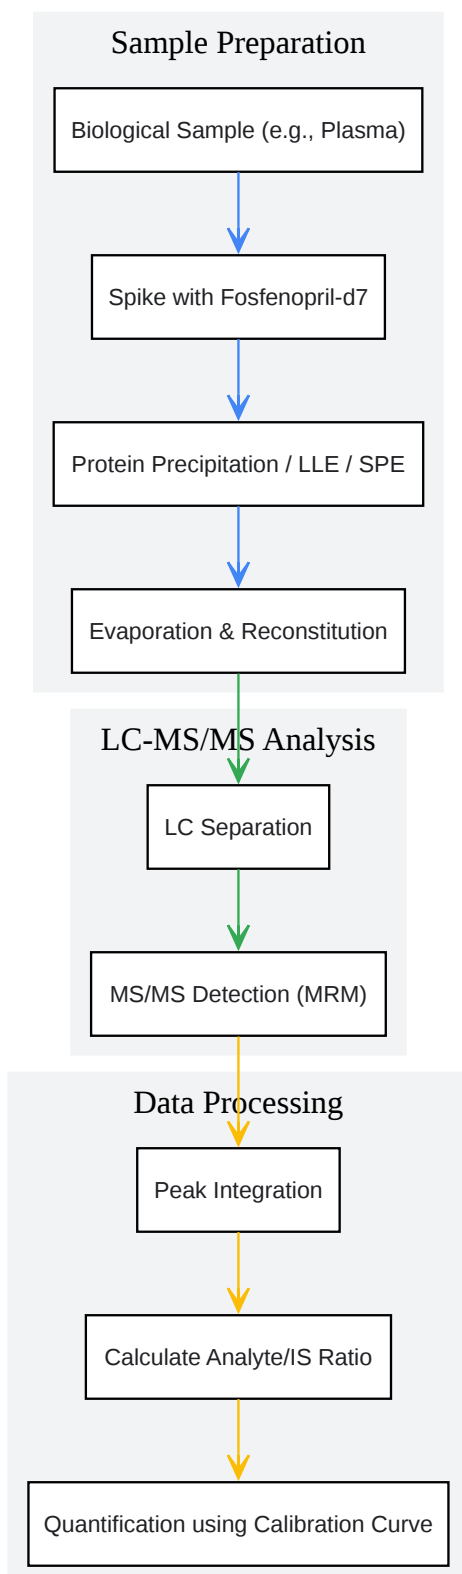 Sample Preparation
Biological Sample (e.g., Plasma)
Spike with Fosfenopril-d7
Protein Precipitation / LLE / SPE
Evaporation & Reconstitution
LC-MS/MS Analysis
LC Separation
MS/MS Detection (MRM)
Data Processing
Peak Integration
Calculate Analyte/IS Ratio
Quantification using Calibration Curve